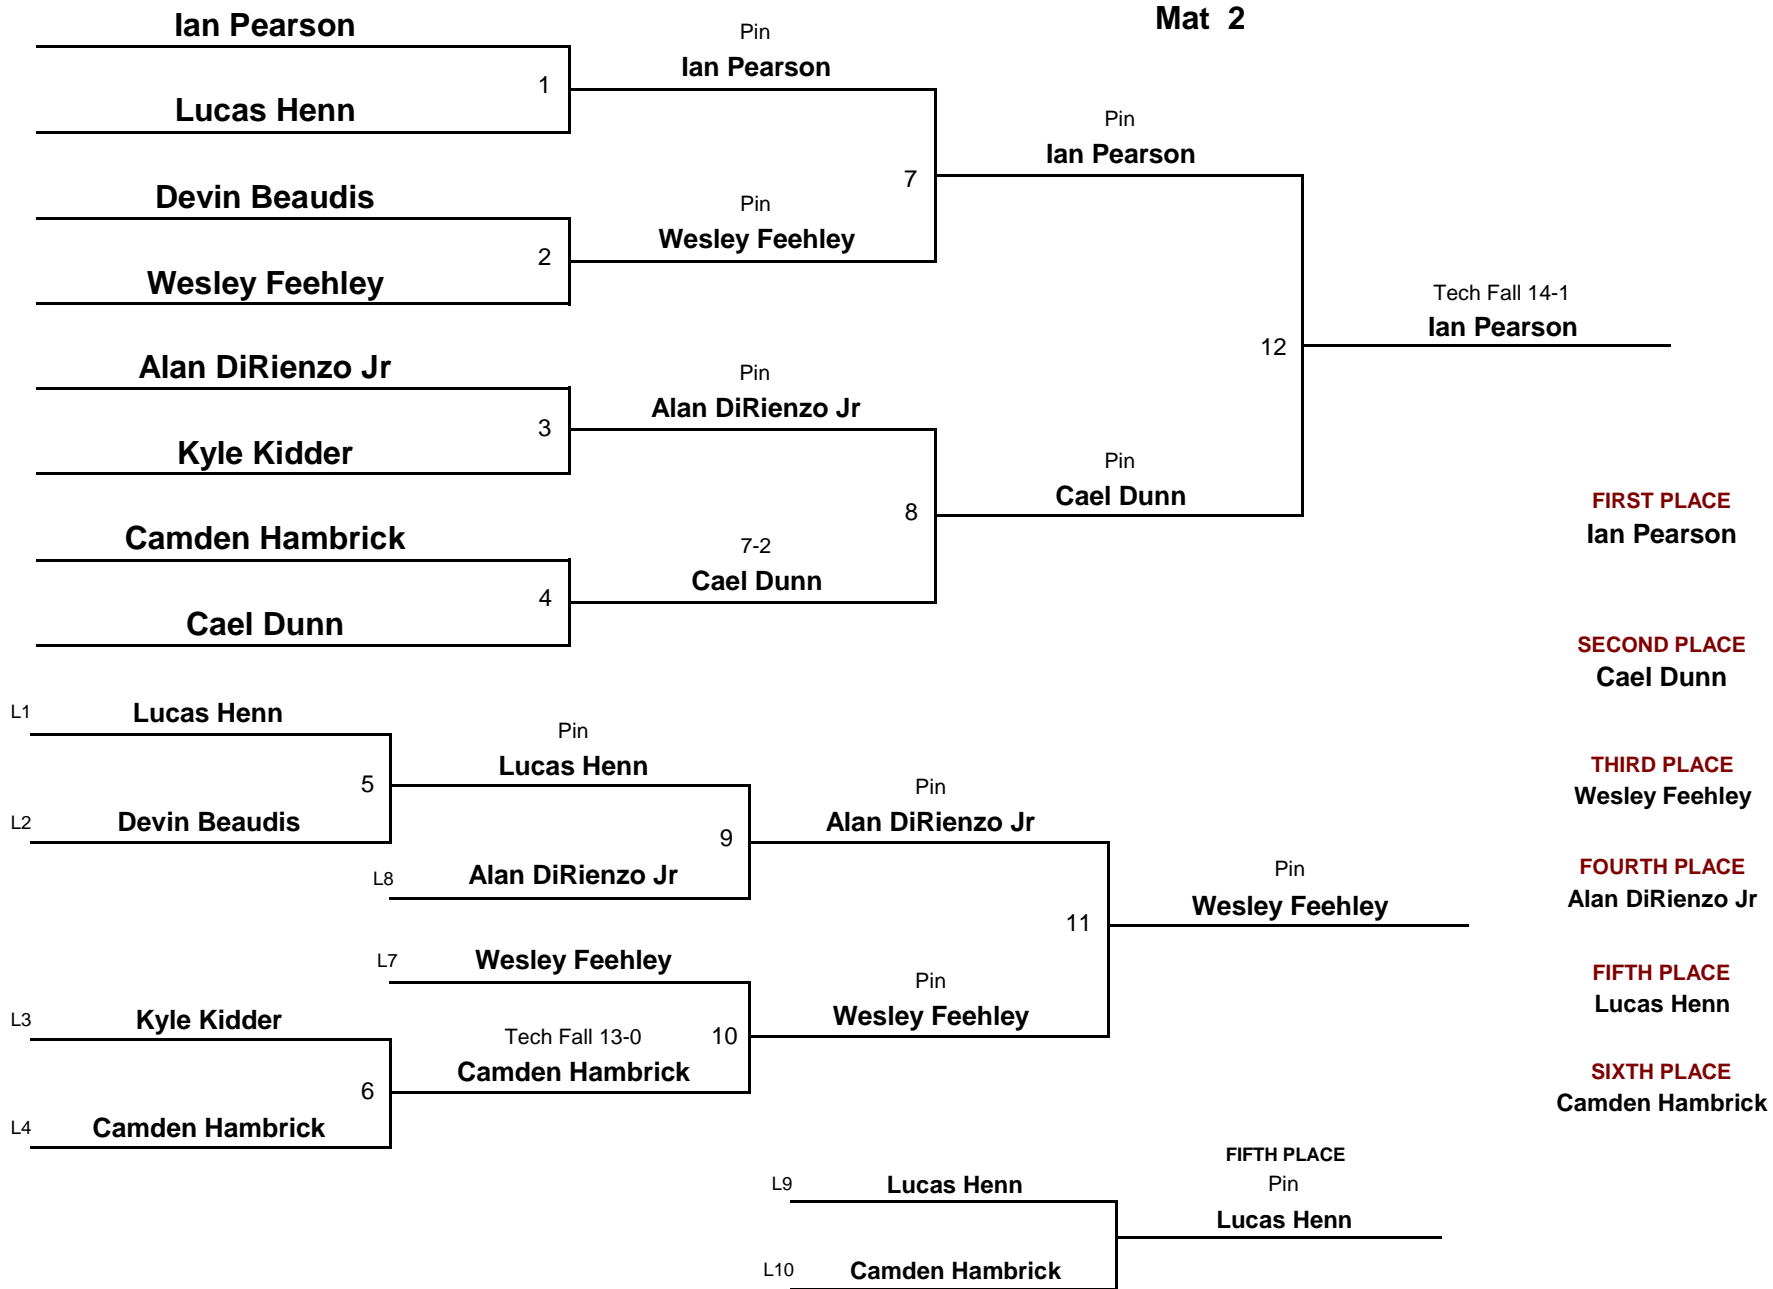 Mat 2
Ian Pearson
1
Lucas Henn
Devin Beaudis
2
Wesley Feehley
Alan DiRienzo Jr
3
Kyle Kidder
Camden Hambrick
4
Cael Dunn
Pin
Ian Pearson
7
Pin
Wesley Feehley
Pin
Alan DiRienzo Jr
8
7-2
Cael Dunn
Pin
Ian Pearson
12
Pin
Cael Dunn
Tech Fall 14-1
Ian Pearson
L1
Lucas Henn
5
L2
Devin Beaudis
Pin
Lucas Henn
9
L8
Alan DiRienzo Jr
L7
Wesley Feehley
10
L3
Kyle Kidder
6
L4
Camden Hambrick
Tech Fall 13-0
Camden Hambrick
Pin
Alan DiRienzo Jr
11
Pin
Wesley Feehley
Pin
Wesley Feehley
L9
Lucas Henn
L10
Camden Hambrick
FIFTH PLACE
Pin
Lucas Henn
FIRST PLACE
Ian Pearson
SECOND PLACE
Cael Dunn
THIRD PLACE
Wesley Feehley
FOURTH PLACE
Alan DiRienzo Jr
FIFTH PLACE
Lucas Henn
SIXTH PLACE
Camden Hambrick